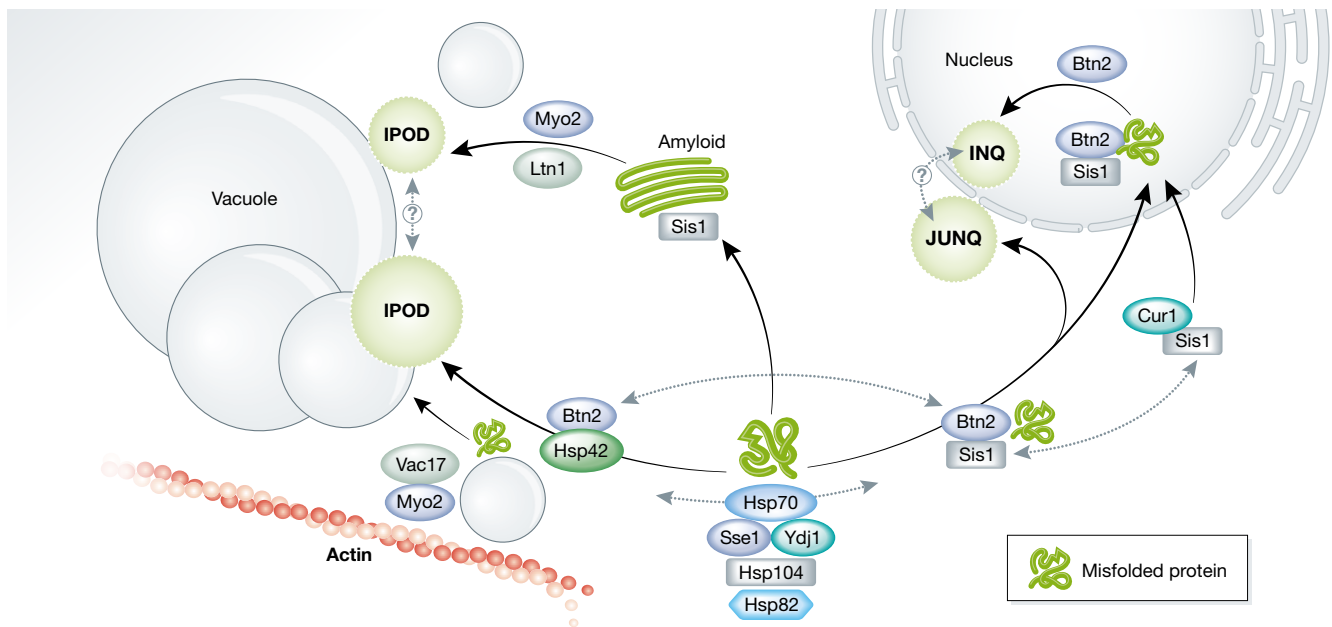 Nucleus
Btn2
IPOD
Myo2
Ltn1
Amyloid
Sis1
INQ
Btn2
Sis1
?
JUNQ
Vacuole
?
IPOD
Cur1
Sis1
Btn2
Hsp42
Btn2
Sis1
Vac17
Myo2
Actin
Hsp70
Sse1
Ydj1
Hsp104
Hsp82
Misfolded protein